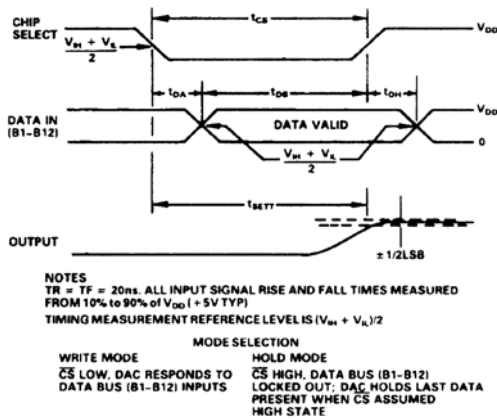 t_CS
CHIP
SELECT
V_DD
V_IH + V_IL
2
t_DA
t_DS
t_DH
DATA IN
(B1-B12)
V_DD
DATA VALID
0
V_IH + V_IL
2
t_SETT
OUTPUT
± 1/2LSB
NOTES
TR = TF = 20ns. ALL INPUT SIGNAL RISE AND FALL TIMES MEASURED
FROM 10% to 90% of V_DD (+5V TYP)
TIMING MEASUREMENT REFERENCE LEVEL IS (V_IH + V_IL)/2
MODE SELECTION
WRITE MODE
C̅S̅ LOW, DAC RESPONDS TO
DATA BUS (B1-B12) INPUTS
HOLD MODE
C̅S̅ HIGH, DATA BUS (B1-B12)
LOCKED OUT; DAC HOLDS LAST DATA
PRESENT WHEN C̅S̅ ASSUMED
HIGH STATE